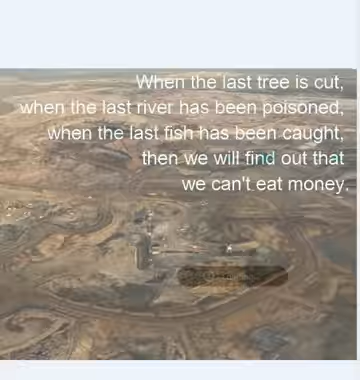 When the last tree is cut,
when the last river has been poisoned,
when the last fish has been caught,
then we will find out that
we can't eat money.